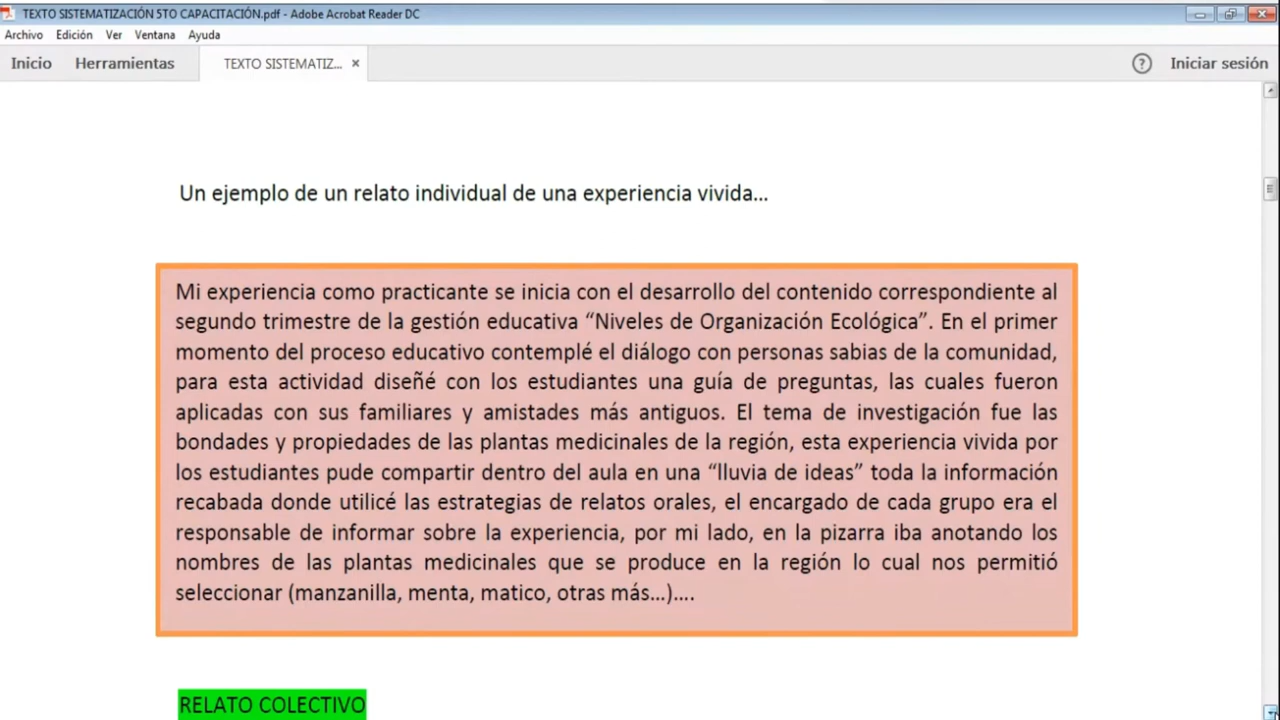 TEXTO SISTEMATIZACIÓN 5TO CAPACITACIÓN.pdf - Adobe Acrobat Reader DC
Archivo Edición Ver Ventana Ayuda
Inicio Herramientas TEXTO SISTEMATIZ... × ? Iniciar sesión
Un ejemplo de un relato individual de una experiencia vivida...
Mi experiencia como practicante se inicia con el desarrollo del contenido correspondiente al
segundo trimestre de la gestión educativa “Niveles de Organización Ecológica”. En el primer
momento del proceso educativo contemplé el diálogo con personas sabias de la comunidad,
para esta actividad diseñé con los estudiantes una guía de preguntas, las cuales fueron
aplicadas con sus familiares y amistades más antiguos. El tema de investigación fue las
bondades y propiedades de las plantas medicinales de la región, esta experiencia vivida por
los estudiantes pude compartir dentro del aula en una “lluvia de ideas” toda la información
recabada donde utilicé las estrategias de relatos orales, el encargado de cada grupo era el
responsable de informar sobre la experiencia, por mi lado, en la pizarra iba anotando los
nombres de las plantas medicinales que se produce en la región lo cual nos permitió
seleccionar (manzanilla, menta, matico, otras más...)....
RELATO COLECTIVO